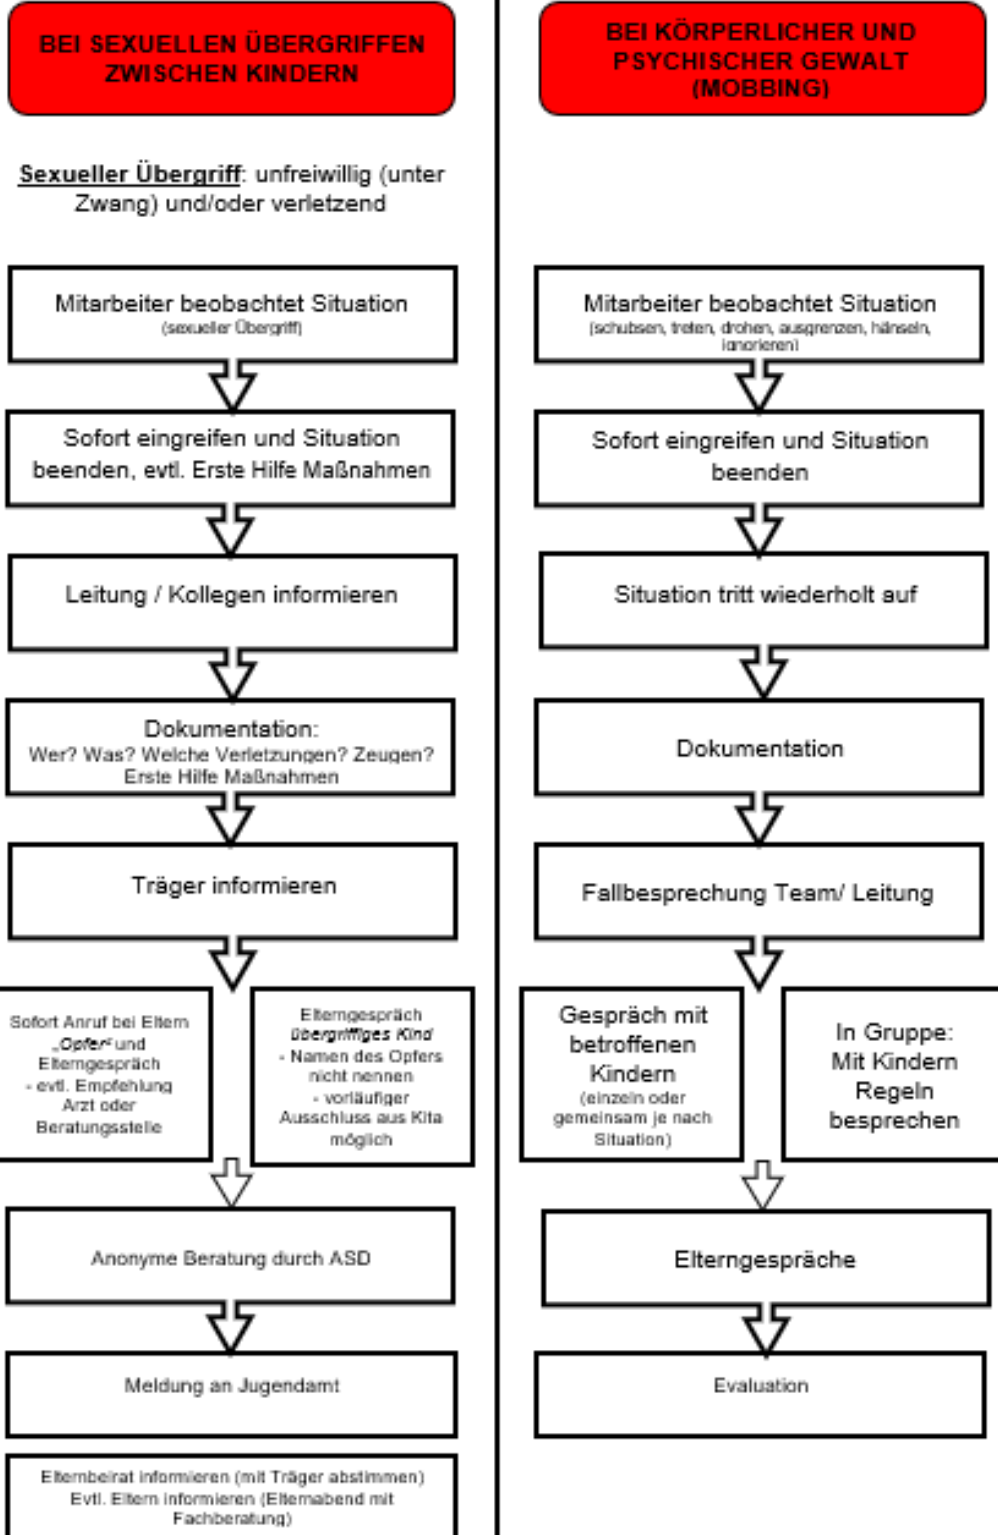 BEI SEXUELLEN ÜBERGRIFFEN
ZWISCHEN KINDERN
Sexueller Übergriff: unfreiwillig (unter
Zwang) und/oder verletzend
Mitarbeiter beobachtet Situation
(sexueller Übergriff)
Sofort eingreifen und Situation
beenden, evtl. Erste Hilfe Maßnahmen
Leitung / Kollegen informieren
Dokumentation:
Wer? Was? Welche Verletzungen? Zeugen?
Erste Hilfe Maßnahmen
Träger informieren
Sofort Anruf bei Eltern
„Opfer“ und
Elterngespräch
- evtl. Empfehlung
Arzt oder
Beratungsstelle
Elterngespräch
übergriffiges Kind
- Namen des Opfers
nicht nennen
- vorläufiger
Ausschluss aus Kita
möglich
Anonyme Beratung durch ASD
Meldung an Jugendamt
Elternbeirat informieren (mit Träger abstimmen)
Evtl. Eltern informieren (Elternabend mit
Fachberatung)
BEI KÖRPERLICHER UND
PSYCHISCHER GEWALT
(MOBBING)
Mitarbeiter beobachtet Situation
(schubsen, treten, drohen, ausgrenzen, hänseln,
ignorieren)
Sofort eingreifen und Situation
beenden
Situation tritt wiederholt auf
Dokumentation
Fallbesprechung Team/ Leitung
Gespräch mit
betroffenen
Kindern
(einzeln oder
gemeinsam je nach
Situation)
In Gruppe:
Mit Kindern
Regeln
besprechen
Elterngespräche
Evaluation